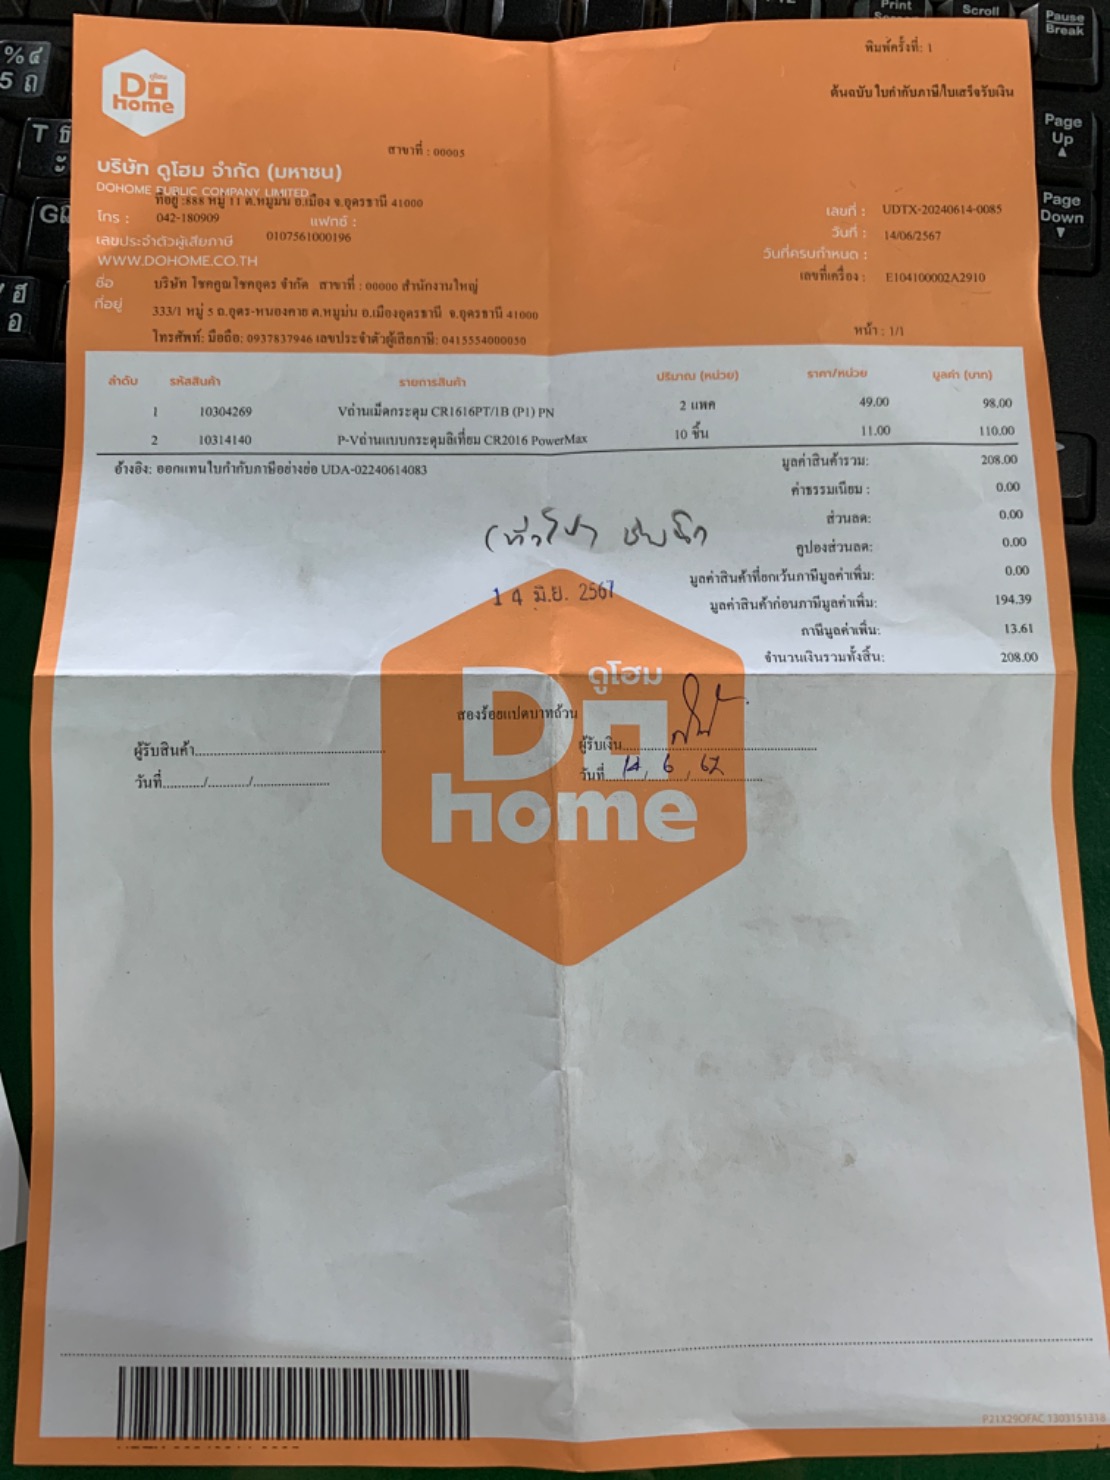 Print
Screen
Scroll
Pause
Break
%๔
5 ถ
T ธ
ะ
Page
Up
Page
Down
ฮ
อ
พิมพ์ครั้งที่: 1
ดูโฮม
Do
home
ต้นฉบับ ใบกำกับภาษี/ใบเสร็จรับเงิน
สาขาที่ : 00005
บริษัท ดูโฮม จำกัด (มหาชน)
DOHOME PUBLIC COMPANY LIMITED
ที่อยู่ :888 หมู่ 11 ต.หมูม่น อ.เมือง จ.อุดรธานี 41000
โทร : 042-180909 แฟกซ์ :
เลขที่ : UDTX-20240614-0085
เลขประจำตัวผู้เสียภาษี 0107561000196
วันที่ : 14/06/2567
WWW.DOHOME.CO.TH
วันที่ครบกำหนด :
ชื่อ บริษัท โชคคูณโชคอุดร จำกัด สาขาที่ : 00000 สำนักงานใหญ่
เลขที่เครื่อง : E104100002A2910
ที่อยู่ 333/1 หมู่ 5 ถ.อุดร-หนองคาย ต.หมูม่น อ.เมืองอุดรธานี จ.อุดรธานี 41000
โทรศัพท์: มือถือ: 0937837946 เลขประจำตัวผู้เสียภาษี: 0415554000050
หน้า : 1/1
ลำดับ รหัสสินค้า รายการสินค้า ปริมาณ (หน่วย) ราคา/หน่วย มูลค่า (บาท)
1 10304269 Vถ่านเม็ดกระดุม CR1616PT/1B (P1) PN 2 แพค 49.00 98.00
2 10314140 P-Vถ่านแบบกระดุมลิเที่ยม CR2016 PowerMax 10 ชิ้น 11.00 110.00
อ้างอิง: ออกแทนใบกำกับภาษีอย่างย่อ UDA-02240614083
มูลค่าสินค้ารวม: 208.00
ค่าธรรมเนียม : 0.00
ส่วนลด: 0.00
คูปองส่วนลด: 0.00
มูลค่าสินค้าที่ยกเว้นภาษีมูลค่าเพิ่ม: 0.00
14 มิ.ย. 2567
มูลค่าสินค้าก่อนภาษีมูลค่าเพิ่ม: 194.39
ภาษีมูลค่าเพิ่ม: 13.61
จำนวนเงินรวมทั้งสิ้น: 208.00
ดูโฮม
Do
home
สองร้อยแปดบาทถ้วน
ผู้รับสินค้า
ผู้รับเงิน
วันที่....../....../......
วันที่ 14 / 6 / 67
P21X29OFAC 1303151318